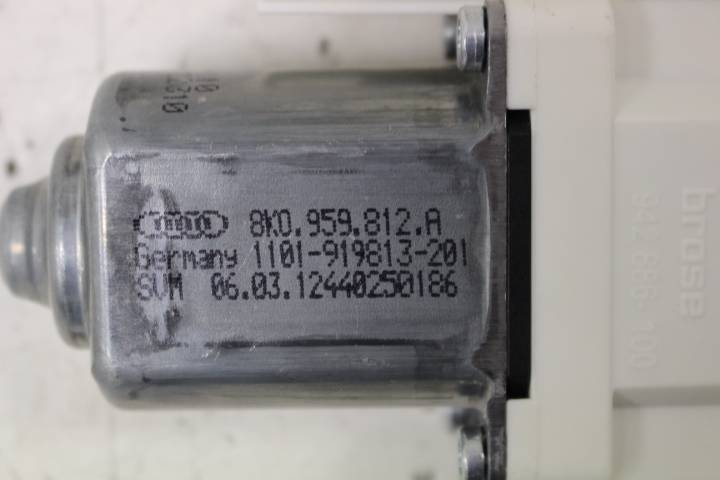 8K0.959.812.A
Germany 1101-919813-201
SVM 06.03.12440250186
brose